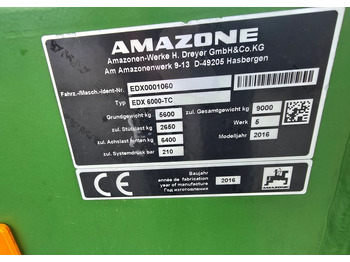 AMAZONE
Amazonen-Werke H. Dreyer GmbH&Co.KG
Am Amazonenwerk 9-13 D-49205 Hasbergen
Fahrz.-/Masch.-Ident-Nr. EDX0001060
Typ EDX 6000-TC
Grundgewicht kg 5600 zul. Gesamtgewicht kg 9000
zul. Stützlast kg 2650 Werk 5
zul. Achslast hinten kg 6400 Modelljahr 2016
zul. Systemdruck bar 210
CE
Baujahr
année de fabrication 2016
year of manufacture
Год изготовления
AMAZONE